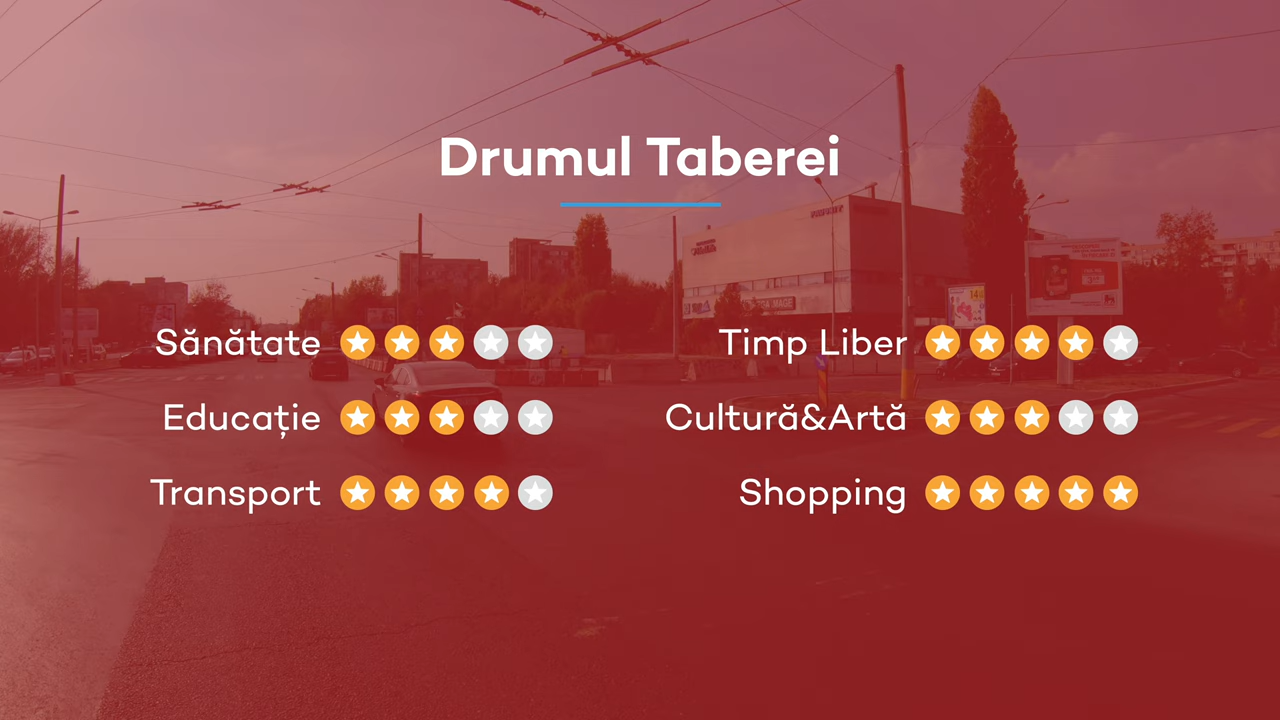 Drumul Taberei
Sănătate
Educație
Transport
Timp Liber
Cultură&Artă
Shopping